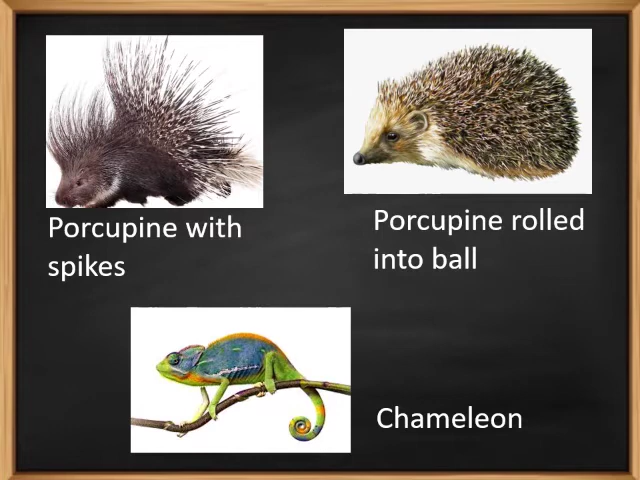 Porcupine with
spikes
Porcupine rolled
into ball
Chameleon